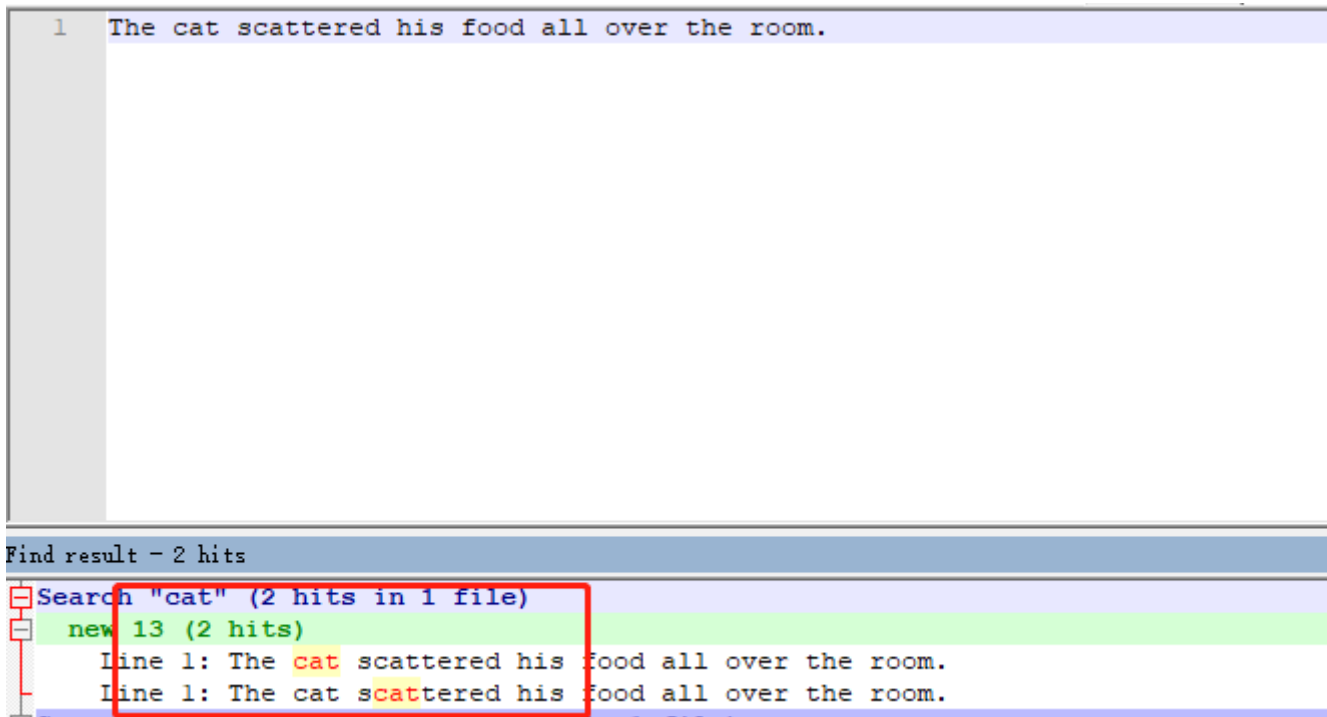 1 The cat scattered his food all over the room.
Find result - 2 hits
Search "cat" (2 hits in 1 file)
new 13 (2 hits)
Line 1: The cat scattered his food all over the room.
Line 1: The cat scattered his food all over the room.